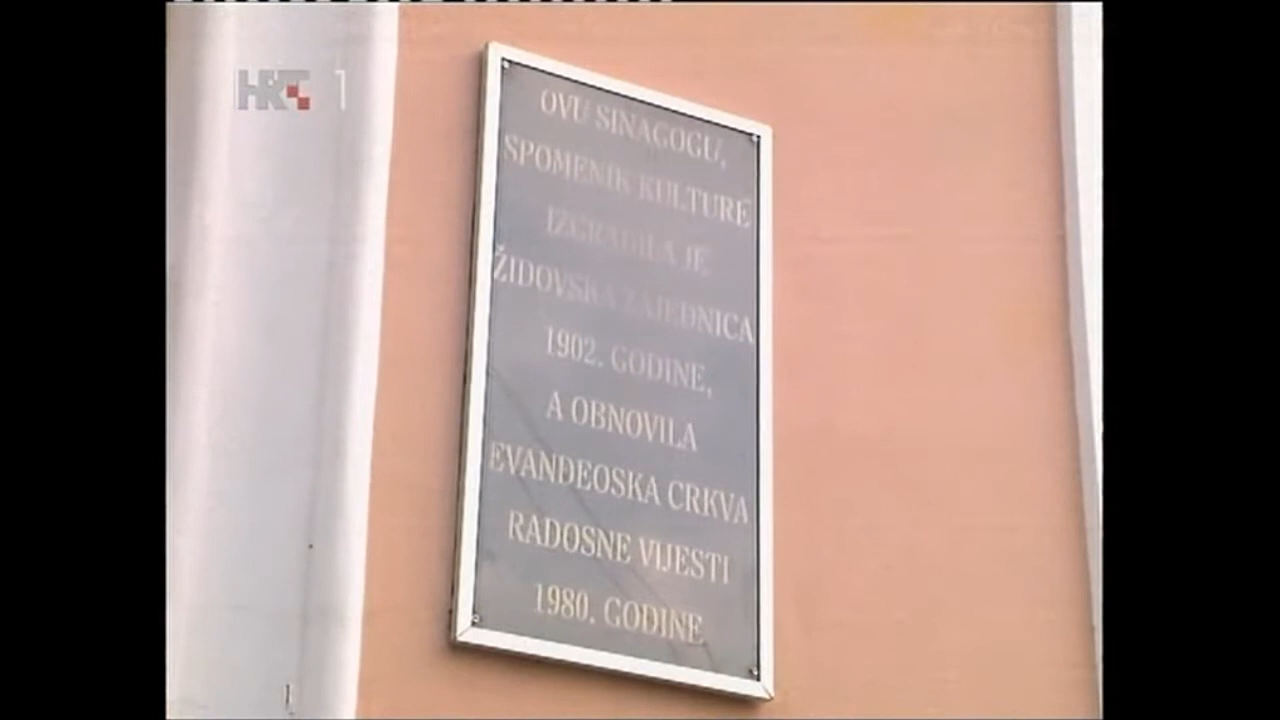 HRT 1
OVU SINAGOGU,
SPOMENIK KULTURE
IZGRADILA JE
ŽIDOVSKA ZAJEDNICA
1902. GODINE,
A OBNOVILA
EVANĐEOSKA CRKVA
RADOSNE VIJESTI
1980. GODINE